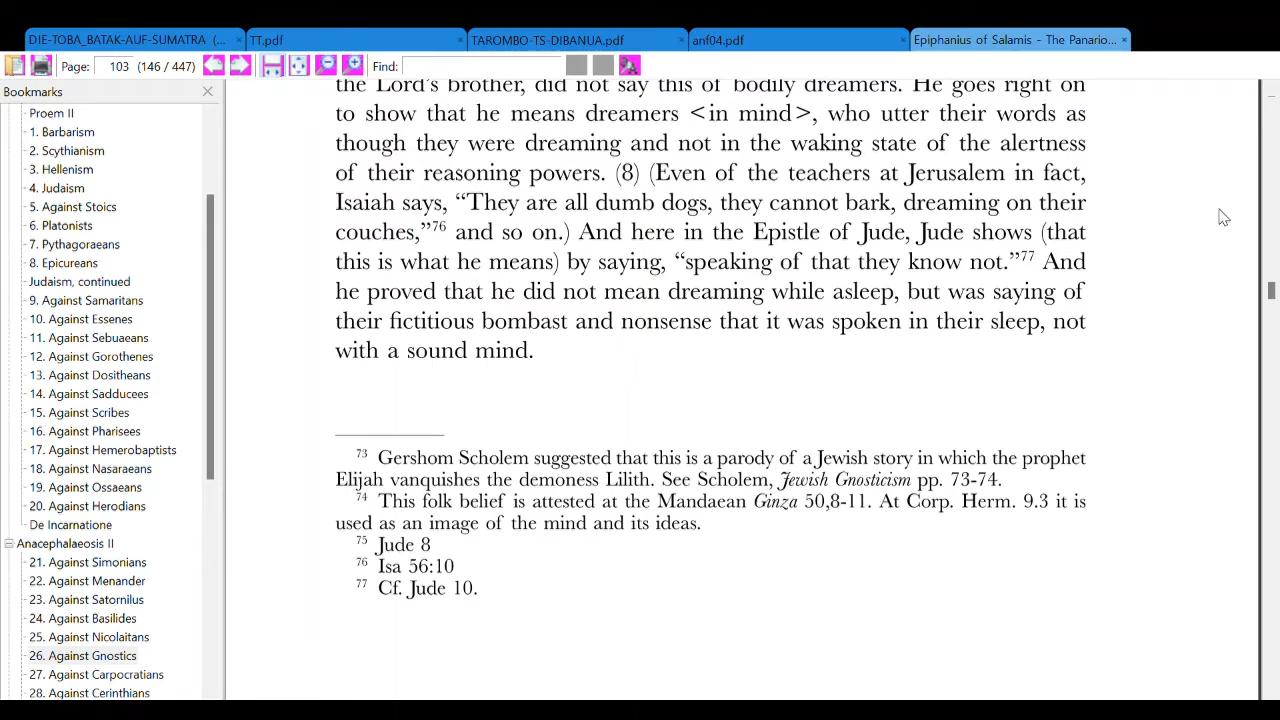 DIE-TOBA_BATAK-AUF-SUMATRA (...
TT.pdf
TAROMBO-TS-DIBANUA.pdf
anf04.pdf
Epiphanius of Salamis - The Panario...
Page: 103 (146 / 447)
Find:
Bookmarks
Proem II
1. Barbarism
2. Scythianism
3. Hellenism
4. Judaism
5. Against Stoics
6. Platonists
7. Pythagoraeans
8. Epicureans
Judaism, continued
9. Against Samaritans
10. Against Essenes
11. Against Sebuaeans
12. Against Gorothenes
13. Against Dositheans
14. Against Sadducees
15. Against Scribes
16. Against Pharisees
17. Against Hemerobaptists
18. Against Nasaraeans
19. Against Ossaeans
20. Against Herodians
De Incarnatione
Anacephalaeosis II
21. Against Simonians
22. Against Menander
23. Against Satornilus
24. Against Basilides
25. Against Nicolaitans
26. Against Gnostics
27. Against Carpocratians
28. Against Cerinthians
the Lord's brother, did not say this of bodily dreamers. He goes right on
to show that he means dreamers <in mind>, who utter their words as
though they were dreaming and not in the waking state of the alertness
of their reasoning powers. (8) (Even of the teachers at Jerusalem in fact,
Isaiah says, “They are all dumb dogs, they cannot bark, dreaming on their
couches,”76 and so on.) And here in the Epistle of Jude, Jude shows (that
this is what he means) by saying, “speaking of that they know not.”77 And
he proved that he did not mean dreaming while asleep, but was saying of
their fictitious bombast and nonsense that it was spoken in their sleep, not
with a sound mind.
73 Gershom Scholem suggested that this is a parody of a Jewish story in which the prophet
Elijah vanquishes the demoness Lilith. See Scholem, Jewish Gnosticism pp. 73-74.
74 This folk belief is attested at the Mandaean Ginza 50,8-11. At Corp. Herm. 9.3 it is
used as an image of the mind and its ideas.
75 Jude 8
76 Isa 56:10
77 Cf. Jude 10.